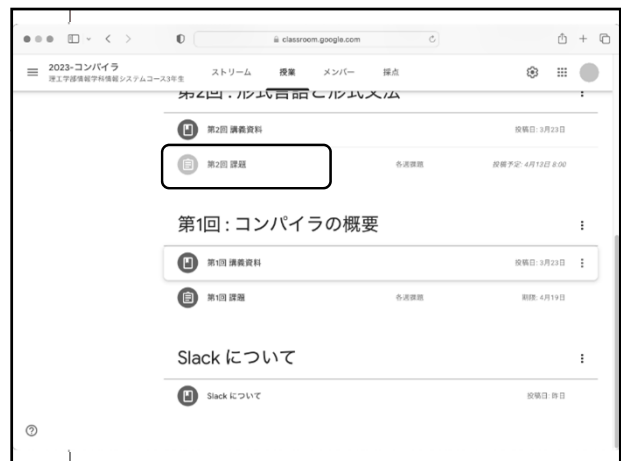 classroom.google.com
2023-コンパイラ
理工学部情報学科情報システムコース3年生
ストリーム 授業 メンバー 採点
第2回 : 形式言語と形式文法
第2回 講義資料 投稿日: 3月23日
第2回 課題 各週課題 投稿予定: 4月13日 8:00
第1回 : コンパイラの概要
第1回 講義資料 投稿日: 3月23日
第1回 課題 各週課題 期限: 4月19日
Slack について
Slack について 投稿日: 昨日